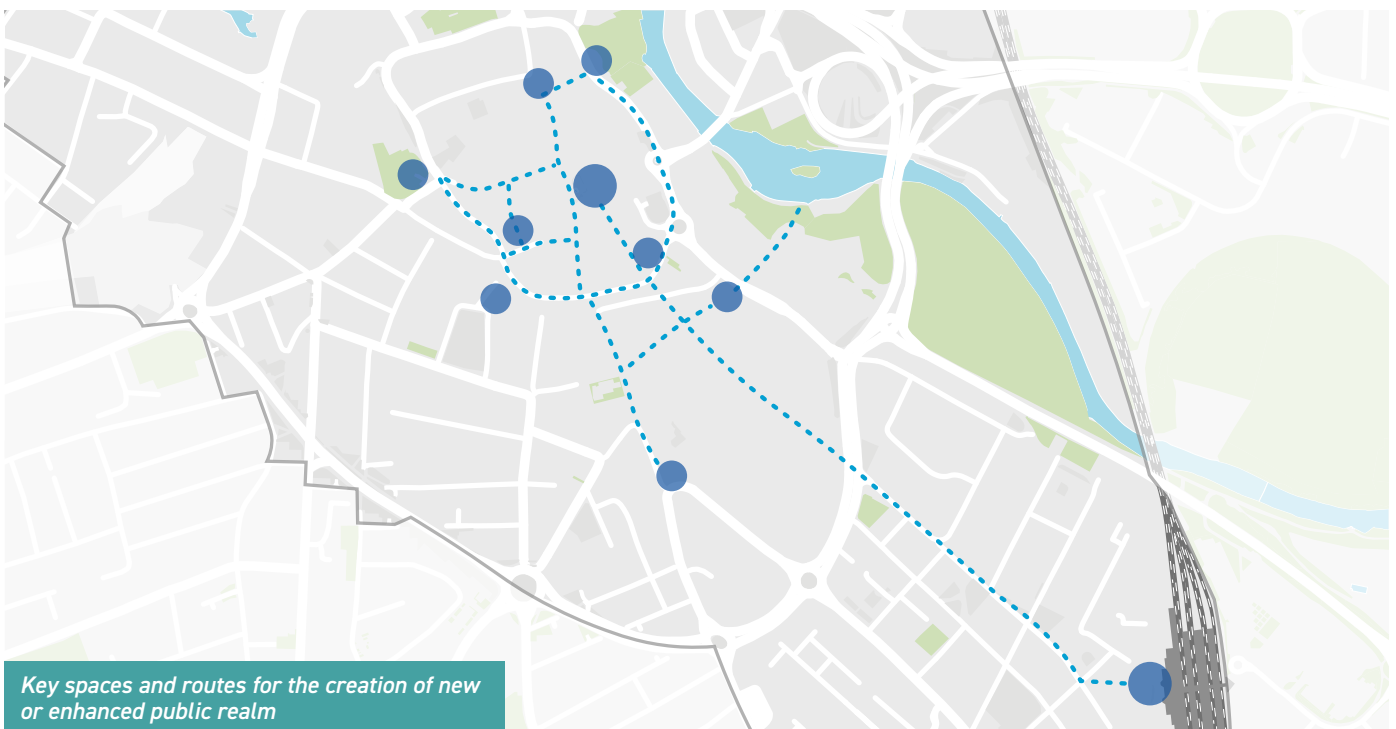 Key spaces and routes for the creation of new
or enhanced public realm